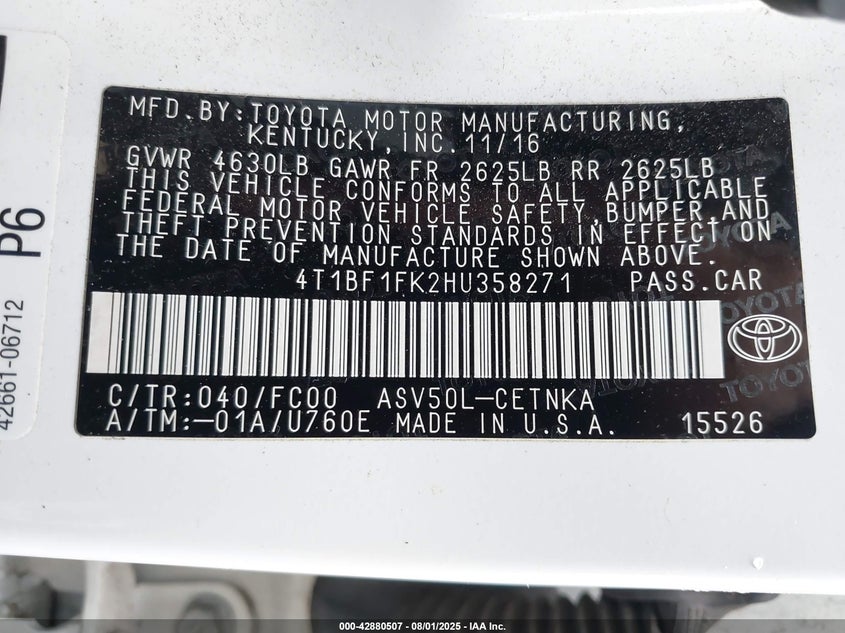 MFD.BY:TOYOTA MOTOR MANUFACTURING,
KENTUCKY,INC.11/16
GVWR 4630LB GAWR FR 2625LB RR 2625LB
THIS VEHICLE CONFORMS TO ALL APPLICABLE
FEDERAL MOTOR VEHICLE SAFETY,BUMPER,AND
THEFT PREVENTION STANDARDS IN EFFECT ON
THE DATE OF MANUFACTURE SHOWN ABOVE.
4T1BF1FK2HU358271 PASS.CAR
C/TR:040/FC00 ASV50L-CETNKA
A/TM:-01A/U760E MADE IN U.S.A. 15526
TOYOTA
TOYOTA
TOYOTA
P6
42661-06712
000-42880507 - 08/01/2025 - IAA Inc.